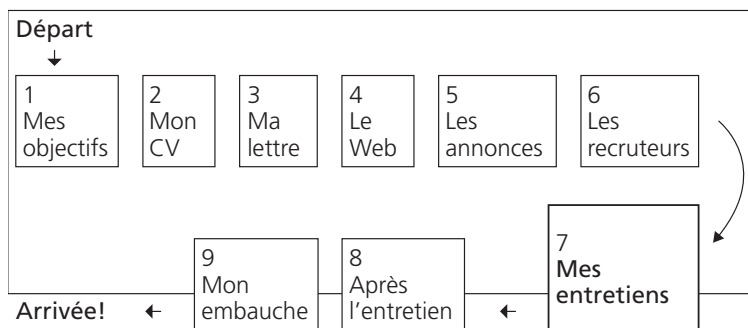 Départ
1
Mes
objectifs
2
Mon
CV
3
Ma
lettre
4
Le
Web
5
Les
annonces
6
Les
recruteurs
7
Mes
entretiens
8
Après
l'entretien
9
Mon
embauche
Arrivée!